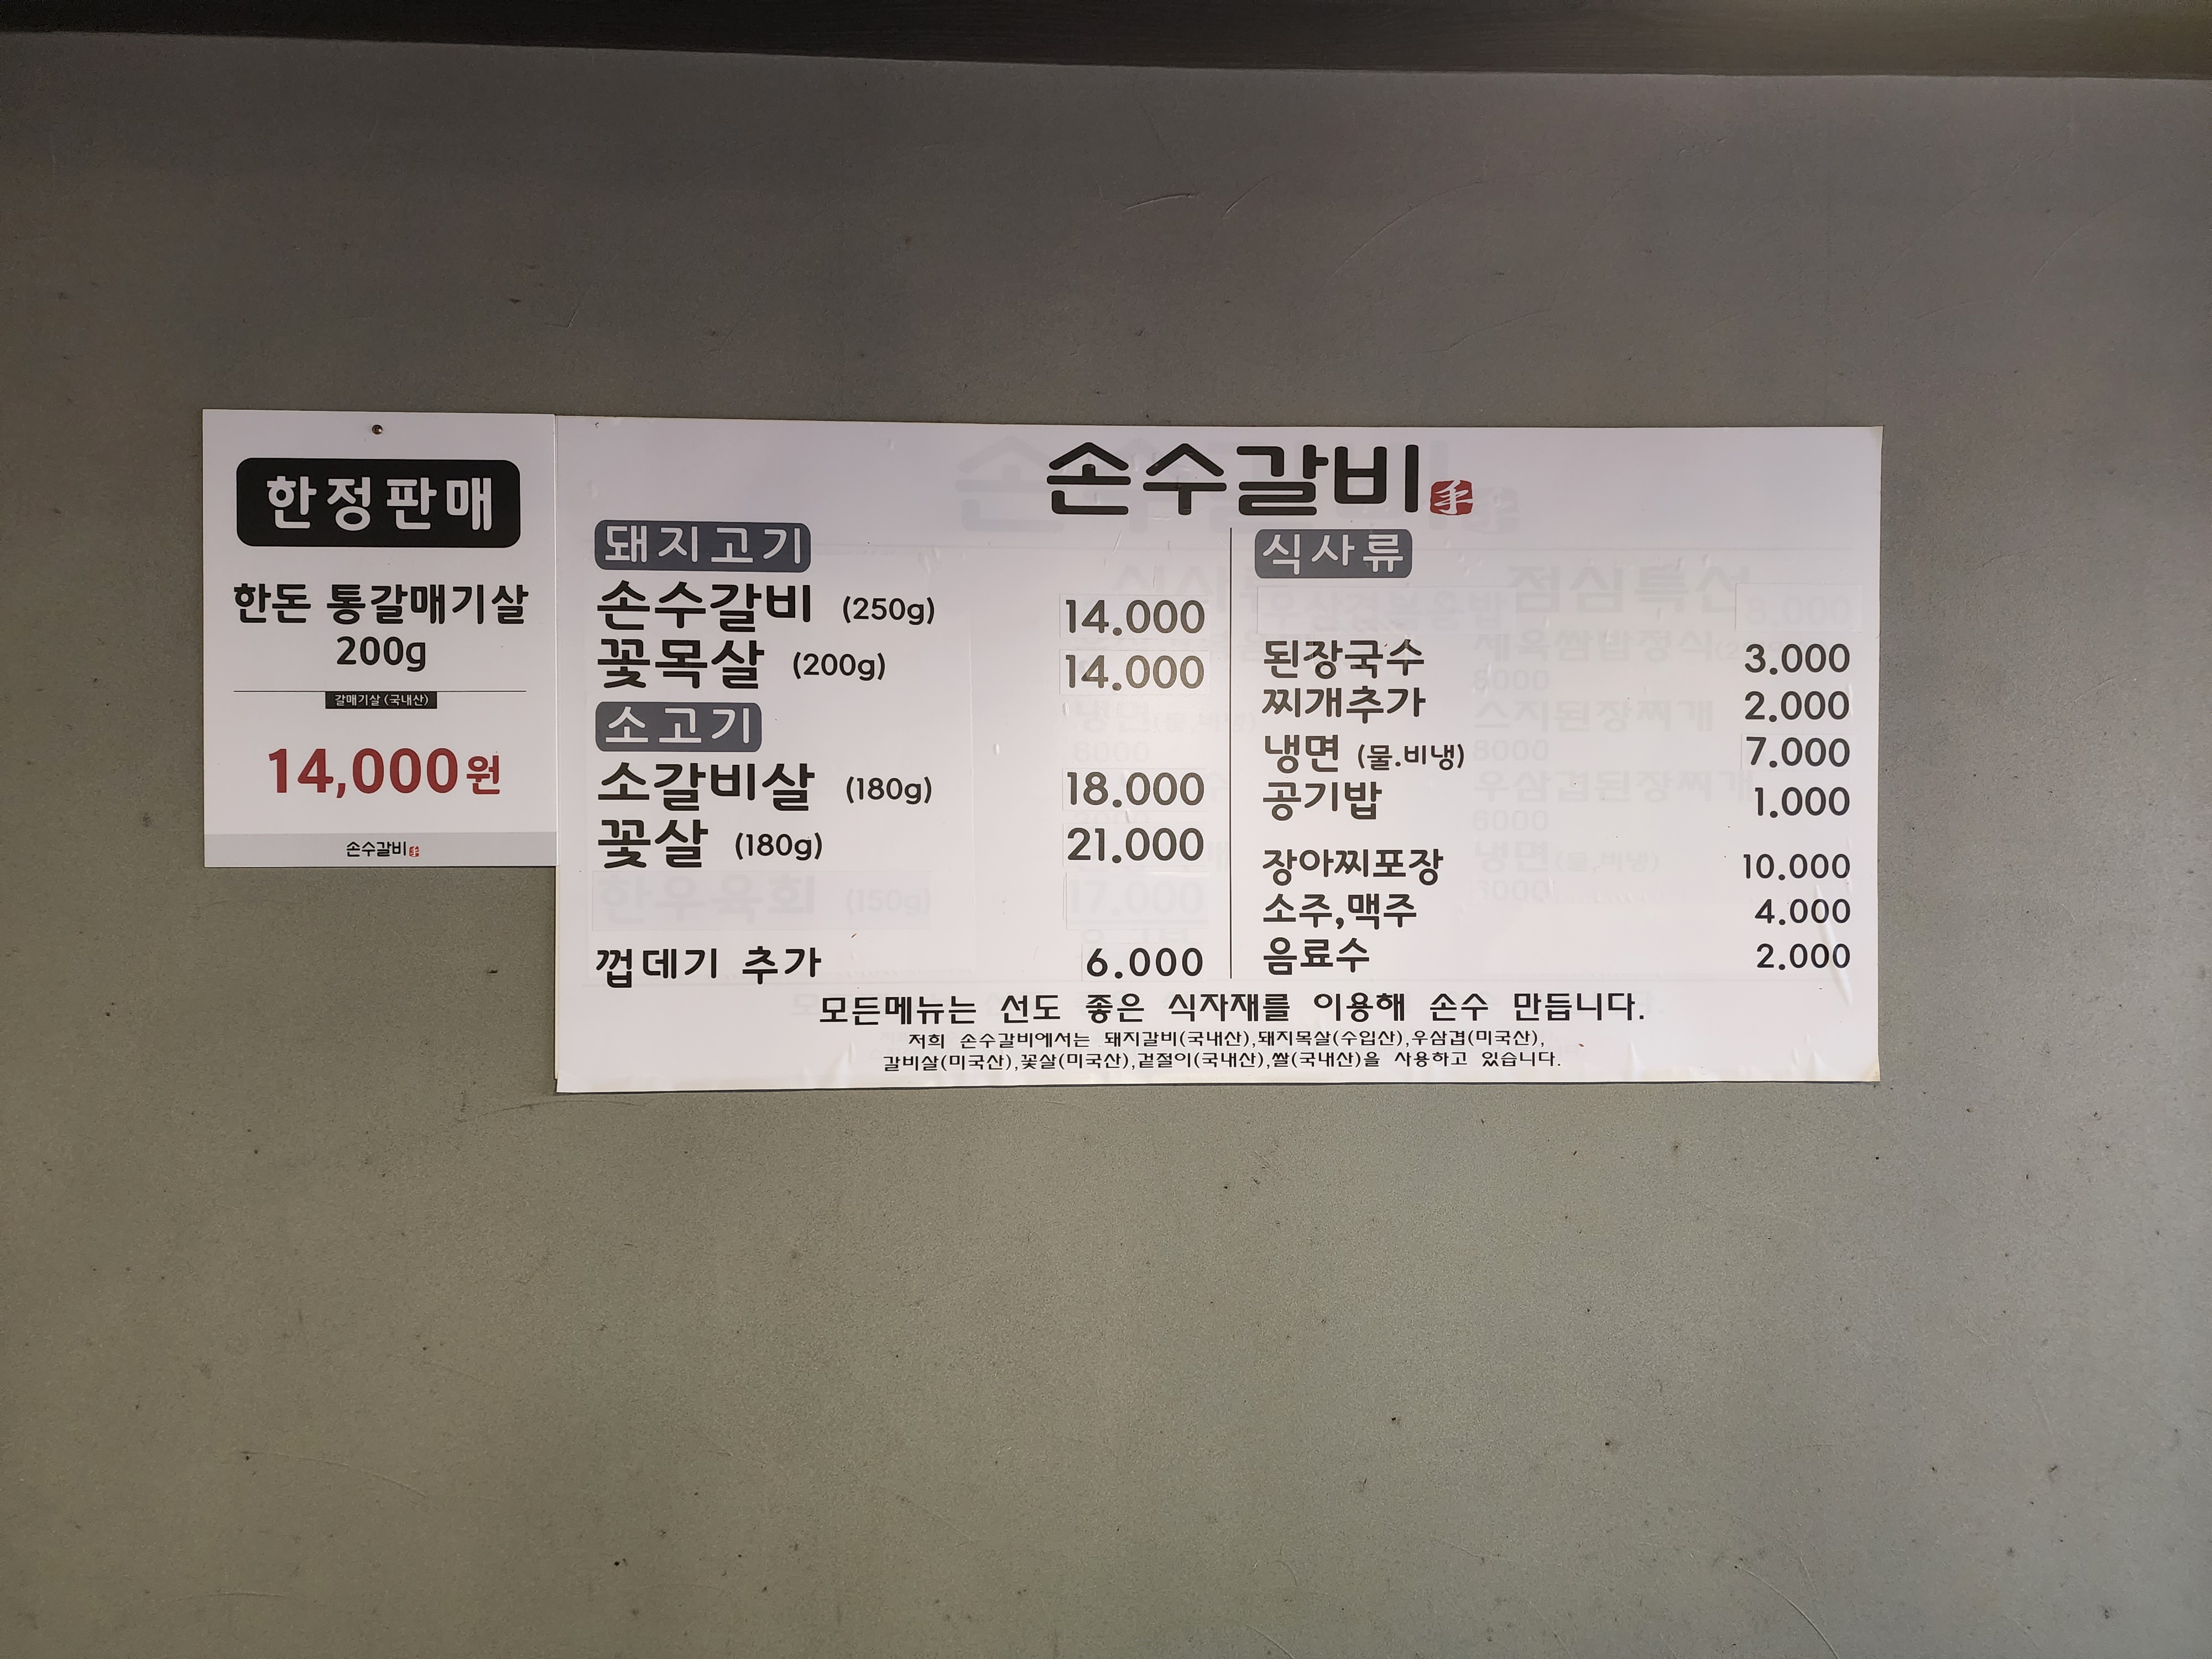 한정판매
한돈 통갈매기살
200g
갈매기살 (국내산)
14,000원
손수갈비 手
손수갈비 手
돼지고기
손수갈비 (250g) 14.000
꽃목살 (200g) 14.000
소고기
소갈비살 (180g) 18.000
꽃살 (180g) 21.000
한우육회 (150g) 17.000
껍데기 추가 6.000
식사류
된장국수 3.000
찌개추가 2.000
냉면 (물.비냉) 7.000
공기밥 1.000
장아찌포장 10.000
소주,맥주 4.000
음료수 2.000
모든메뉴는 선도 좋은 식자재를 이용해 손수 만듭니다.
저희 손수갈비에서는 돼지갈비(국내산),돼지목살(수입산),우삼겹(미국산),
갈비살(미국산),꽃살(미국산),겉절이(국내산),쌀(국내산)을 사용하고 있습니다.